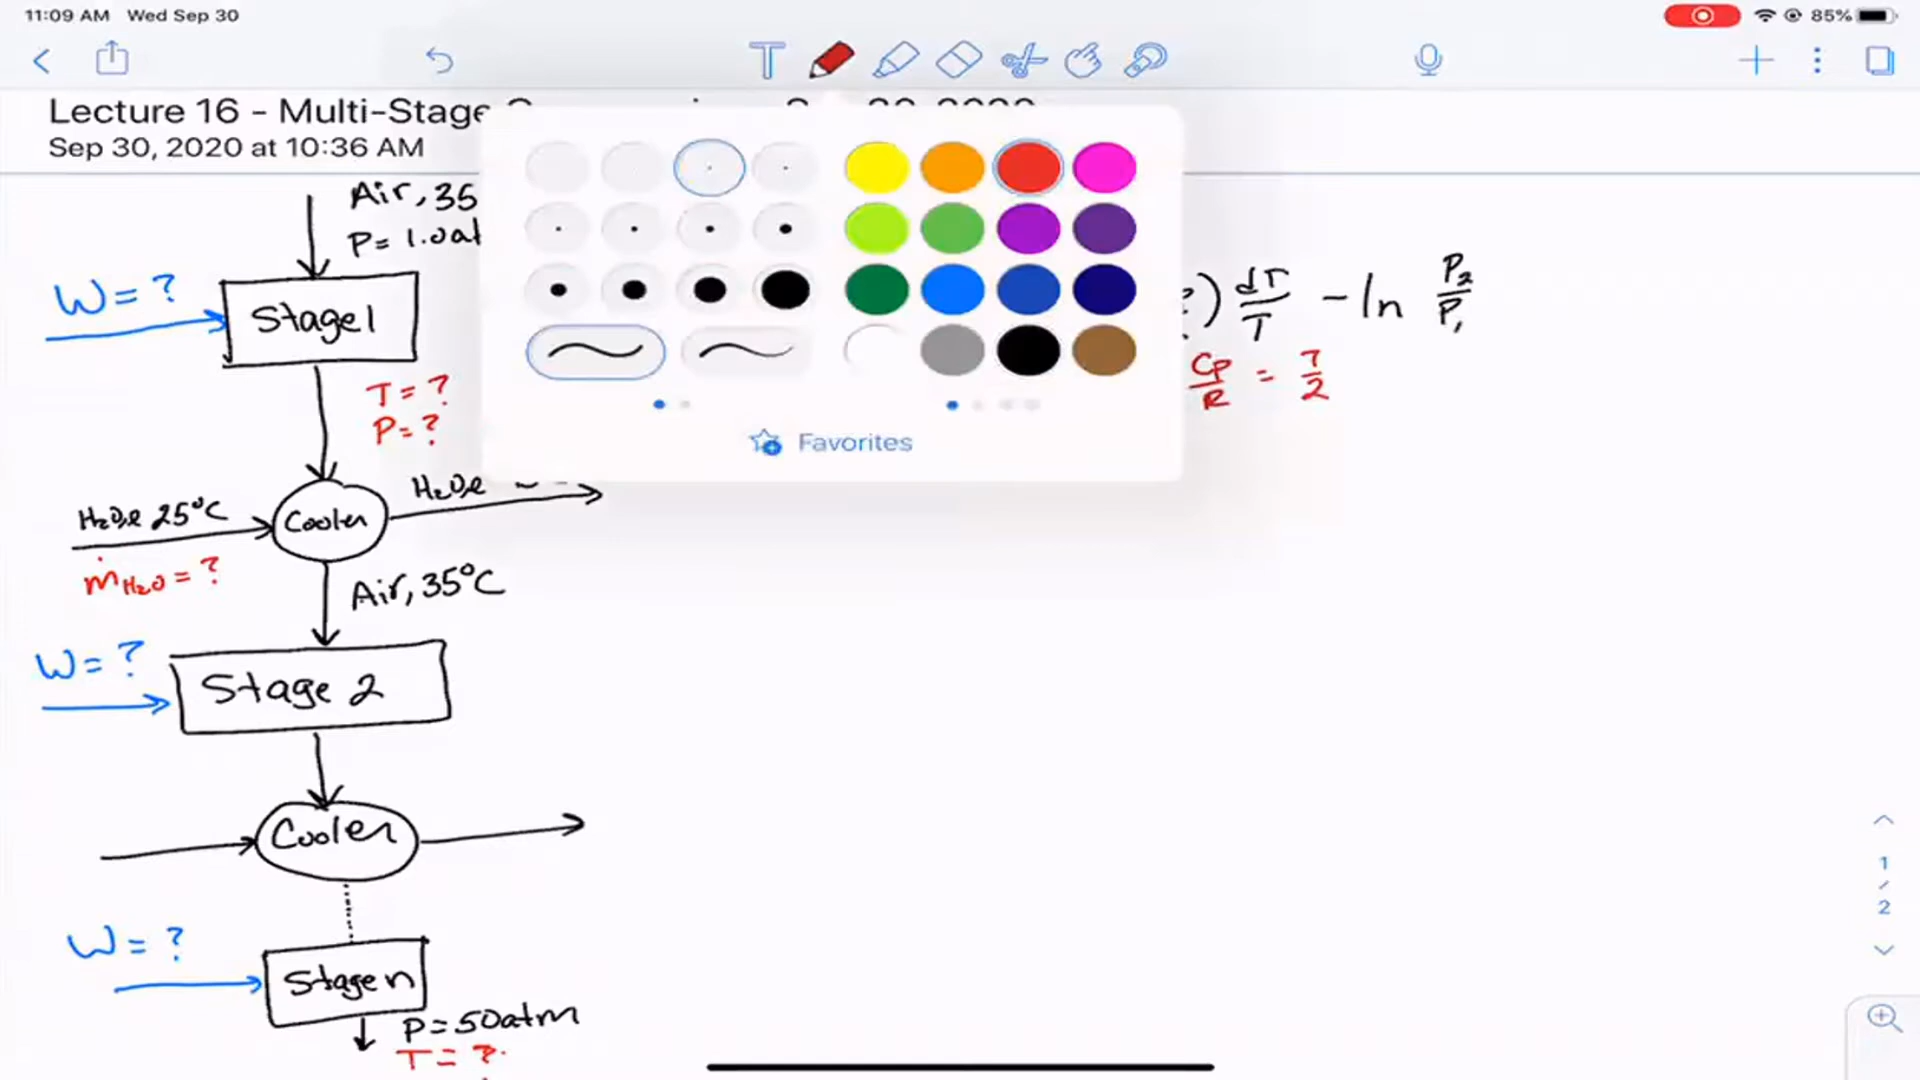 11:09 AM Wed Sep 30
85%
Lecture 16 - Multi-Stage
Sep 30, 2020 at 10:36 AM
Air, 35
P= 1.0at
W = ?
Stage 1
T = ?
P = ?
H₂O,ℓ 25°C
Cooler
H₂O,ℓ
ṁH₂O = ?
Air, 35°C
W = ?
Stage 2
Cooler
W = ?
Stage n
P = 50atm
T = ?
Favorites
) dT/T - ln P₂/P₁
Cp/R = 7/2
1
/
2